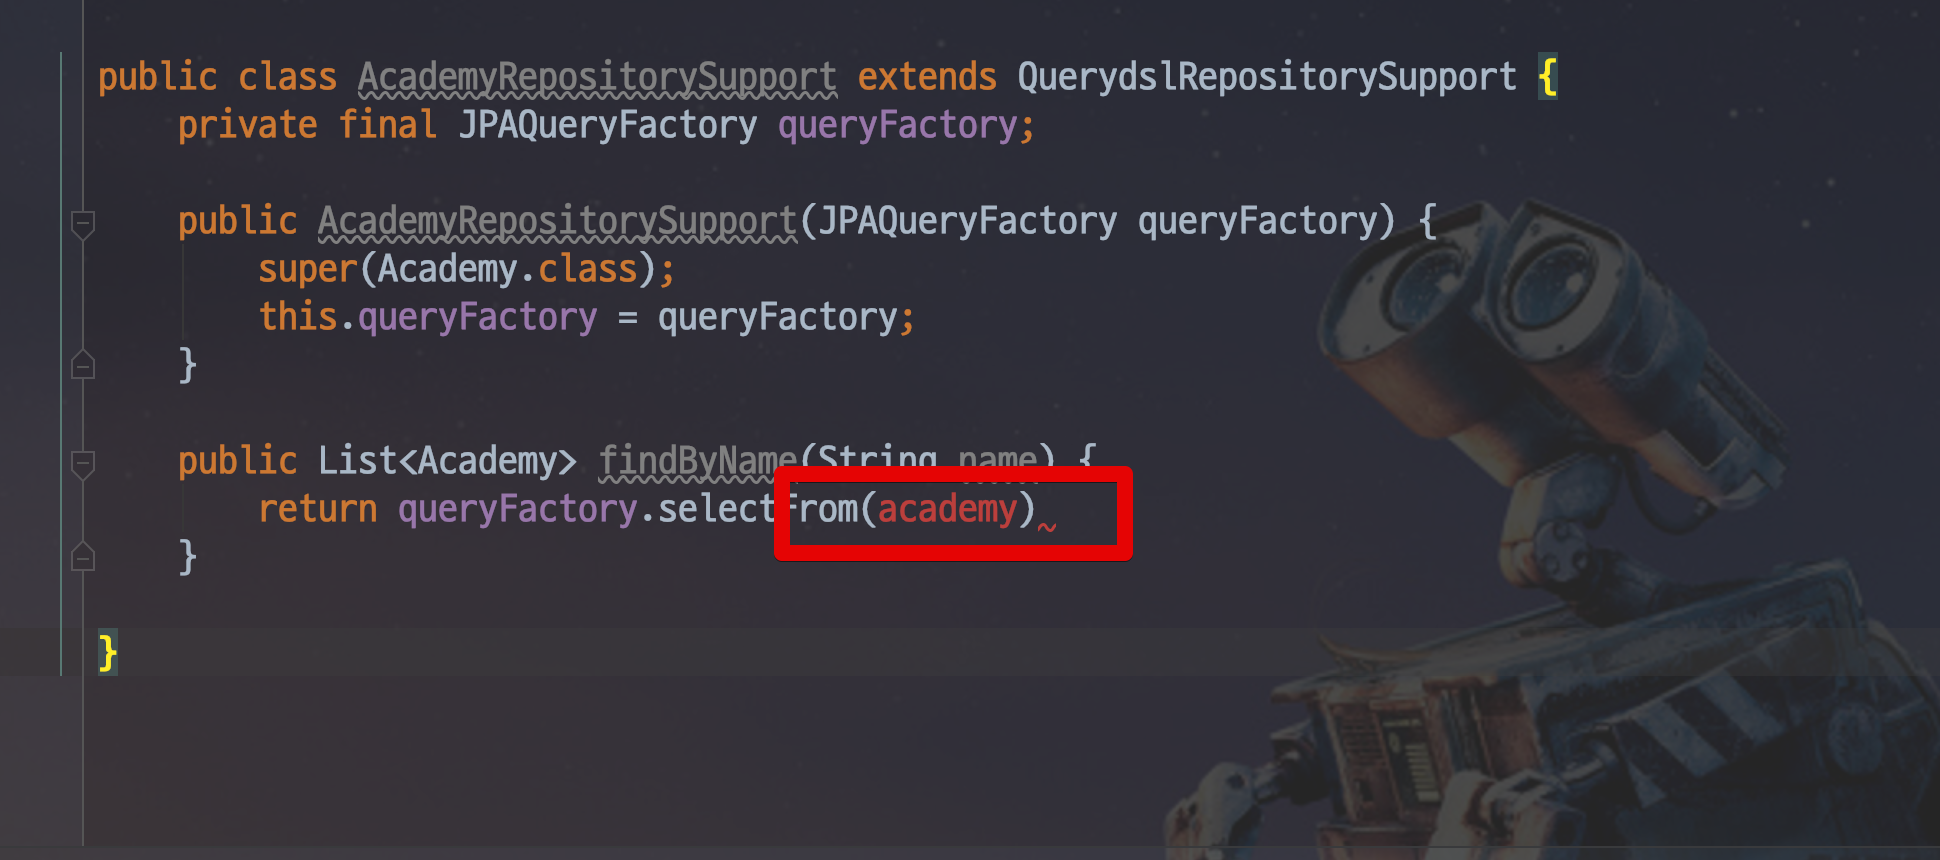 public class AcademyRepositorySupport extends QuerydslRepositorySupport {
private final JPAQueryFactory queryFactory;
public AcademyRepositorySupport(JPAQueryFactory queryFactory) {
super(Academy.class);
this.queryFactory = queryFactory;
}
public List<Academy> findByName(String name) {
return queryFactory.selectFrom(academy)
}
}